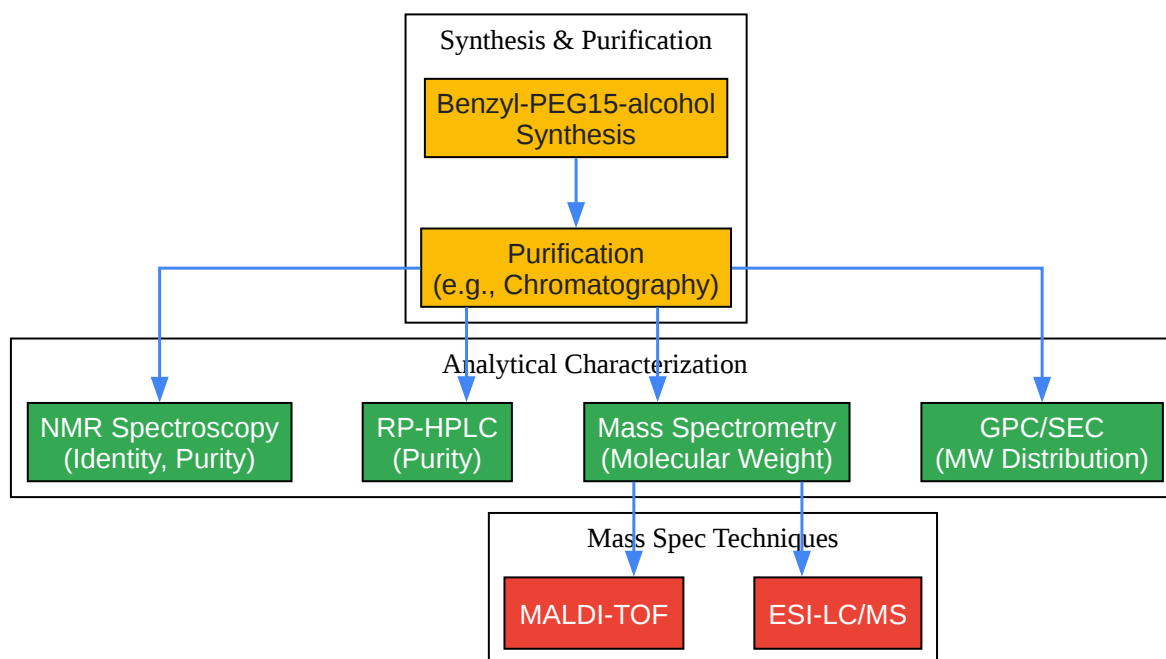 Synthesis & Purification
Benzyl-PEG15-alcohol
Synthesis
Purification
(e.g., Chromatography)
Analytical Characterization
NMR Spectroscopy
(Identity, Purity)
RP-HPLC
(Purity)
Mass Spectrometry
(Molecular Weight)
GPC/SEC
(MW Distribution)
Mass Spec Techniques
MALDI-TOF
ESI-LC/MS